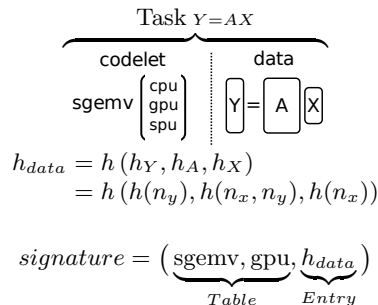 Task Y=AX
codelet data
sgemv cpu gpu spu Y = A X
h_data = h (h_Y, h_A, h_X)
= h (h(n_y), h(n_x, n_y), h(n_x))
signature = ( sgemv, gpu, h_data )
Table Entry